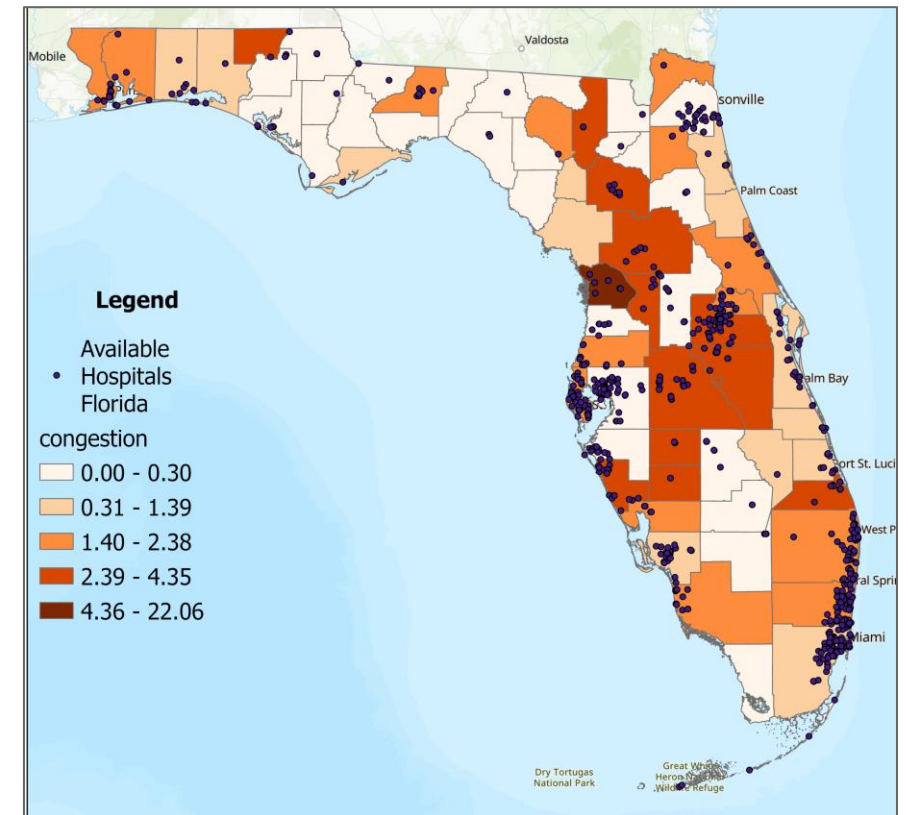 Mobile
Valdosta
sonville
Palm Coast
Legend
Available
Hospitals
Florida
congestion
0.00 - 0.30
0.31 - 1.39
1.40 - 2.38
2.39 - 4.35
4.36 - 22.06
alm Bay
ort St. Luci
West P
ral Sprin
Miami
Dry Tortugas
National Park
Great White
Heron National
Wildlife Refuge